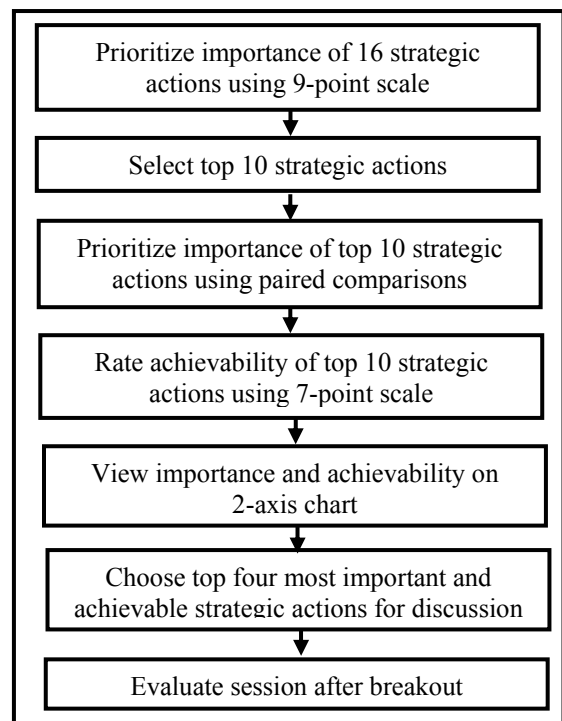 Prioritize importance of 16 strategic
actions using 9-point scale
Select top 10 strategic actions
Prioritize importance of top 10 strategic
actions using paired comparisons
Rate achievability of top 10 strategic
actions using 7-point scale
View importance and achievability on
2-axis chart
Choose top four most important and
achievable strategic actions for discussion
Evaluate session after breakout